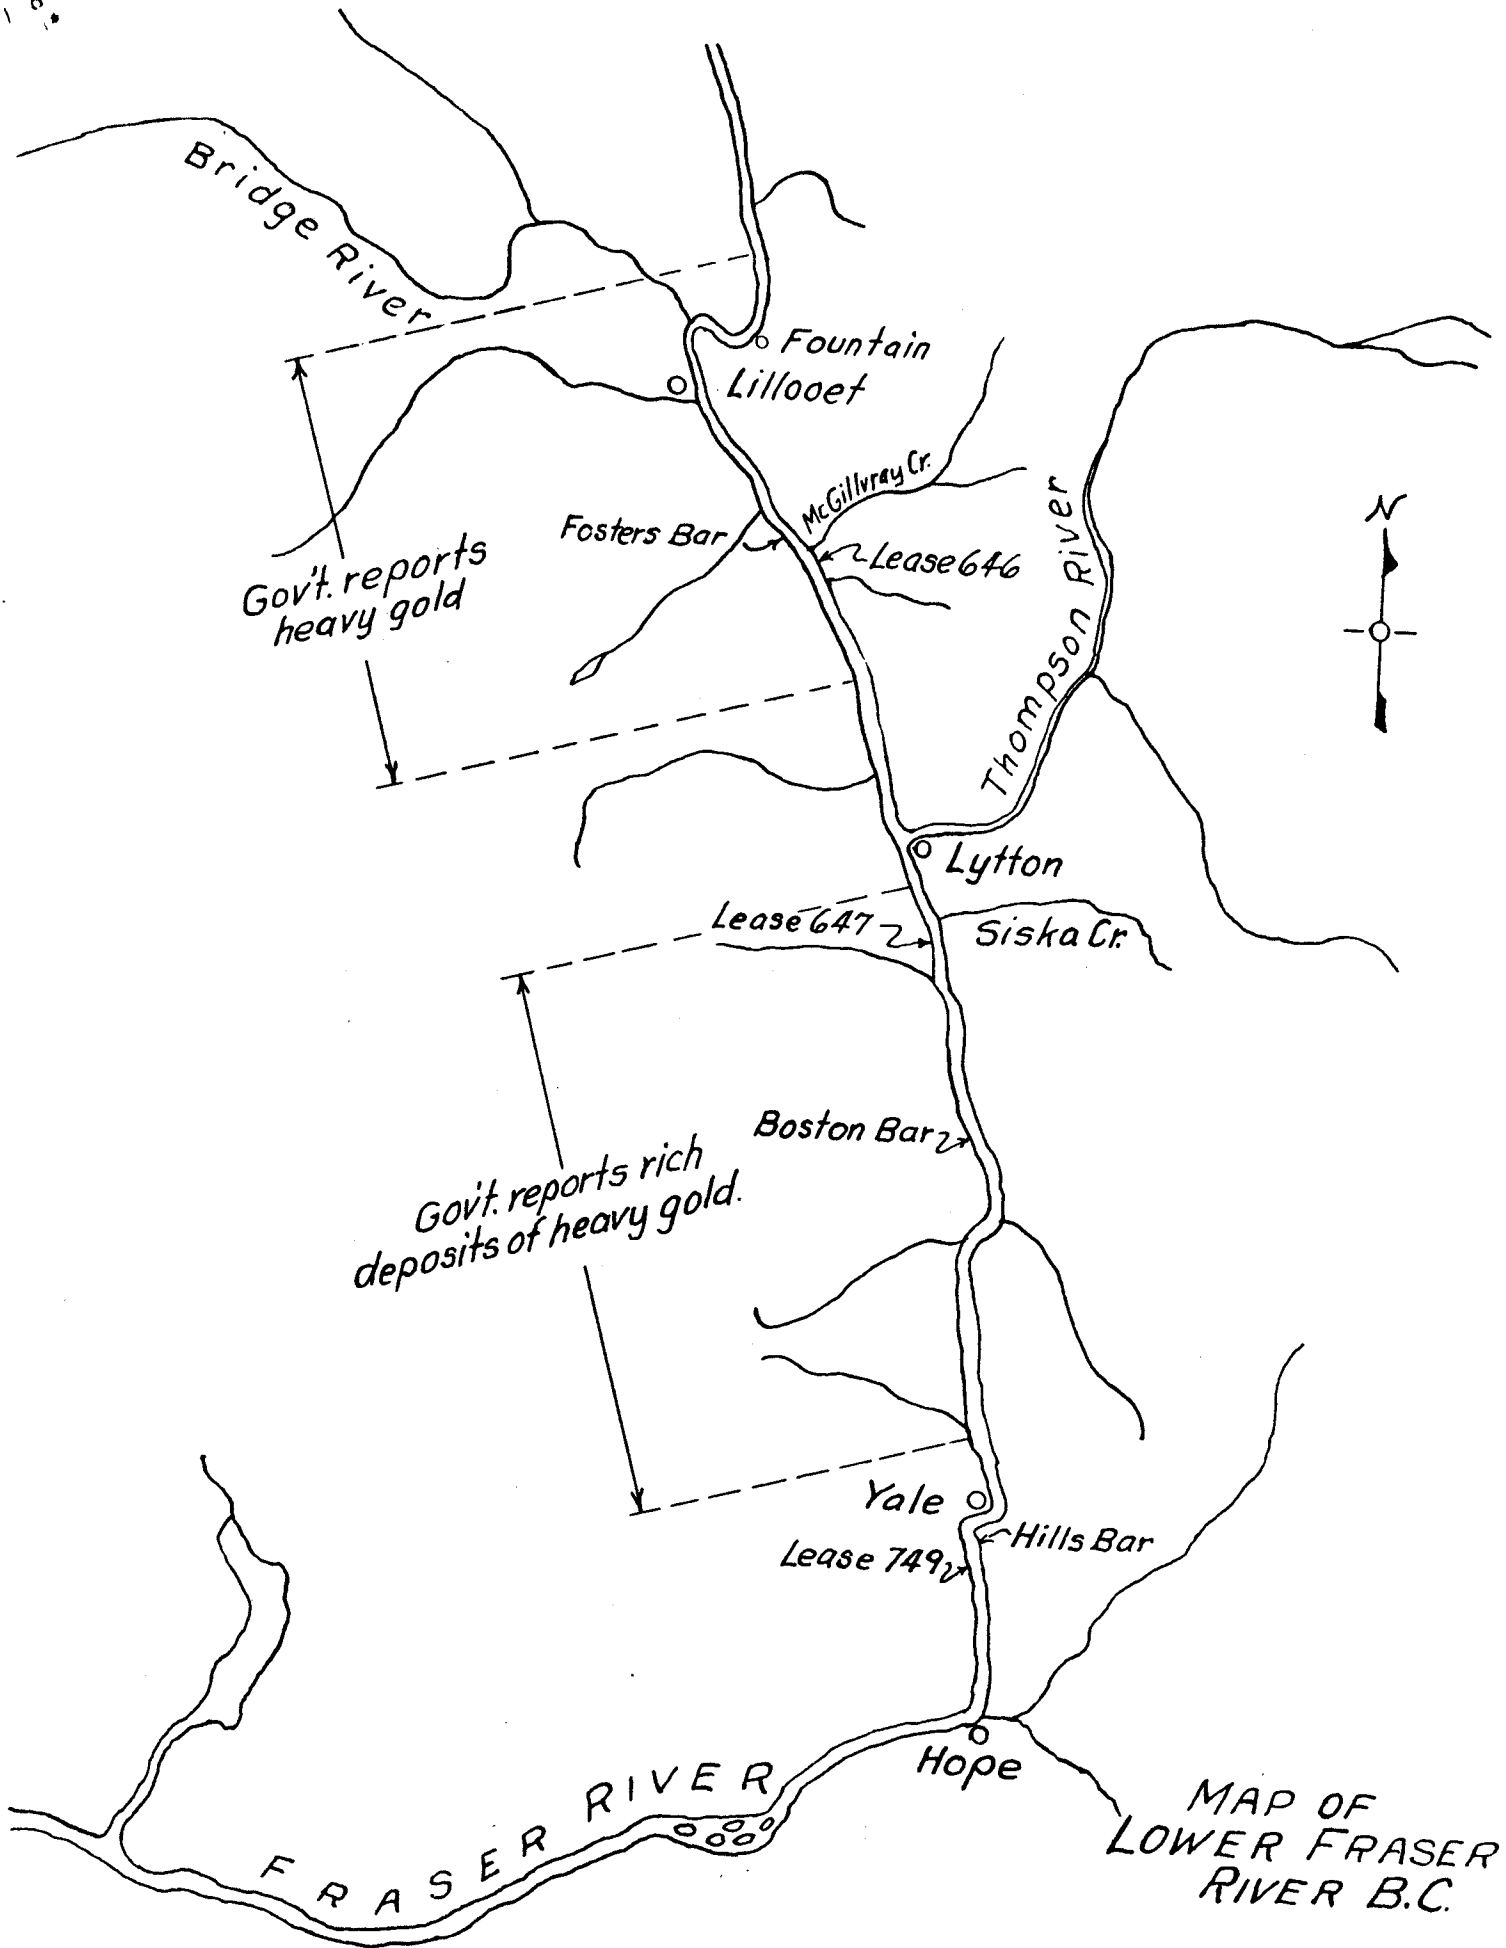 Bridge River
Fountain
Lillooet
McGillvray Cr.
Fosters Bar
Lease 646
Thompson River
N
Gov't. reports
heavy gold
Lytton
Lease 647
Siska Cr.
Boston Bar
Gov't. reports rich
deposits of heavy gold.
Yale
Hills Bar
Lease 749
Hope
FRASER RIVER
MAP OF
LOWER FRASER
RIVER B.C.